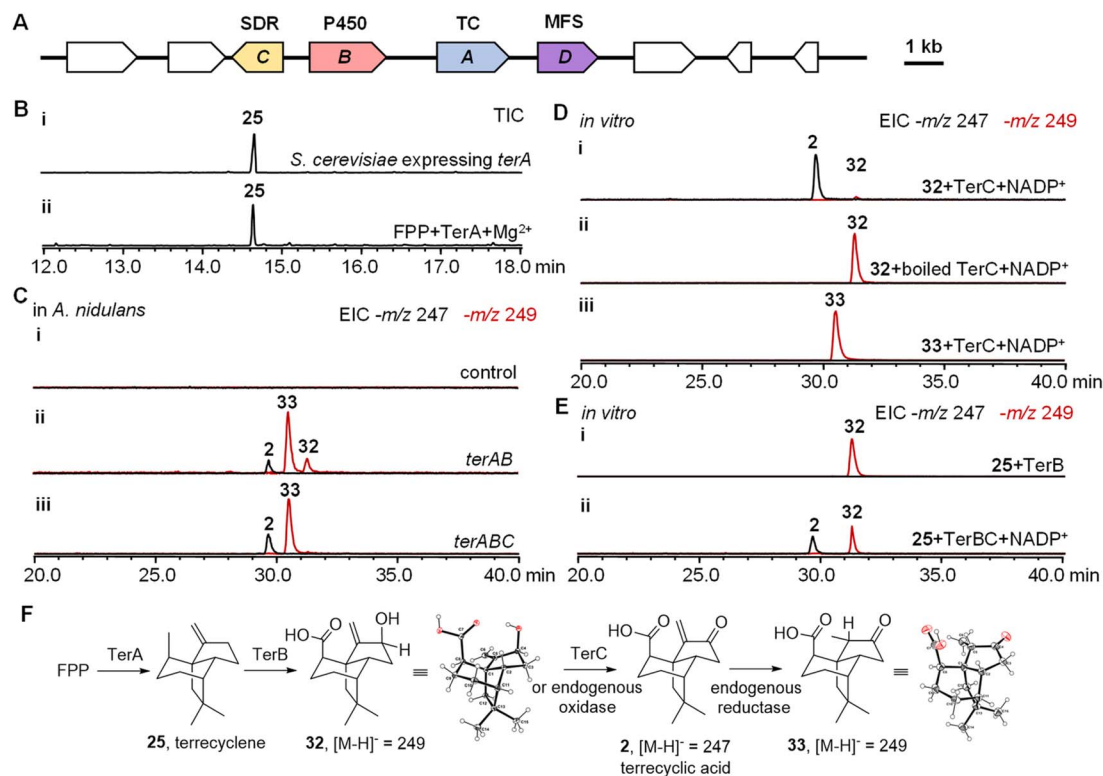 A
SDR P450 TC MFS
C B A D
1 kb
B
i
25
TIC
S. cerevisiae expressing terA
ii
25
FPP+TerA+Mg²⁺
12.0 13.0 14.0 15.0 16.0 17.0 18.0 min
C
in A. nidulans EIC -m/z 247 -m/z 249
i
control
ii
33
2 32
terAB
iii
33
2
terABC
20.0 25.0 30.0 35.0 40.0 min
D
in vitro EIC -m/z 247 -m/z 249
i
2
32
32+TerC+NADP⁺
ii
32
32+boiled TerC+NADP⁺
iii
33
33+TerC+NADP⁺
20.0 25.0 30.0 35.0 40.0 min
E
in vitro EIC -m/z 247 -m/z 249
i
32
25+TerB
ii
2 32
25+TerBC+NADP⁺
20.0 25.0 30.0 35.0 40.0 min
F
FPP
TerA
TerB
HO O OH
H
≡
TerC
or endogenous
oxidase
HO O O
endogenous
reductase
HO O H O
≡
25, terrecyclene
32, [M-H]⁻ = 249
2, [M-H]⁻ = 247
terrecyclic acid
33, [M-H]⁻ = 249